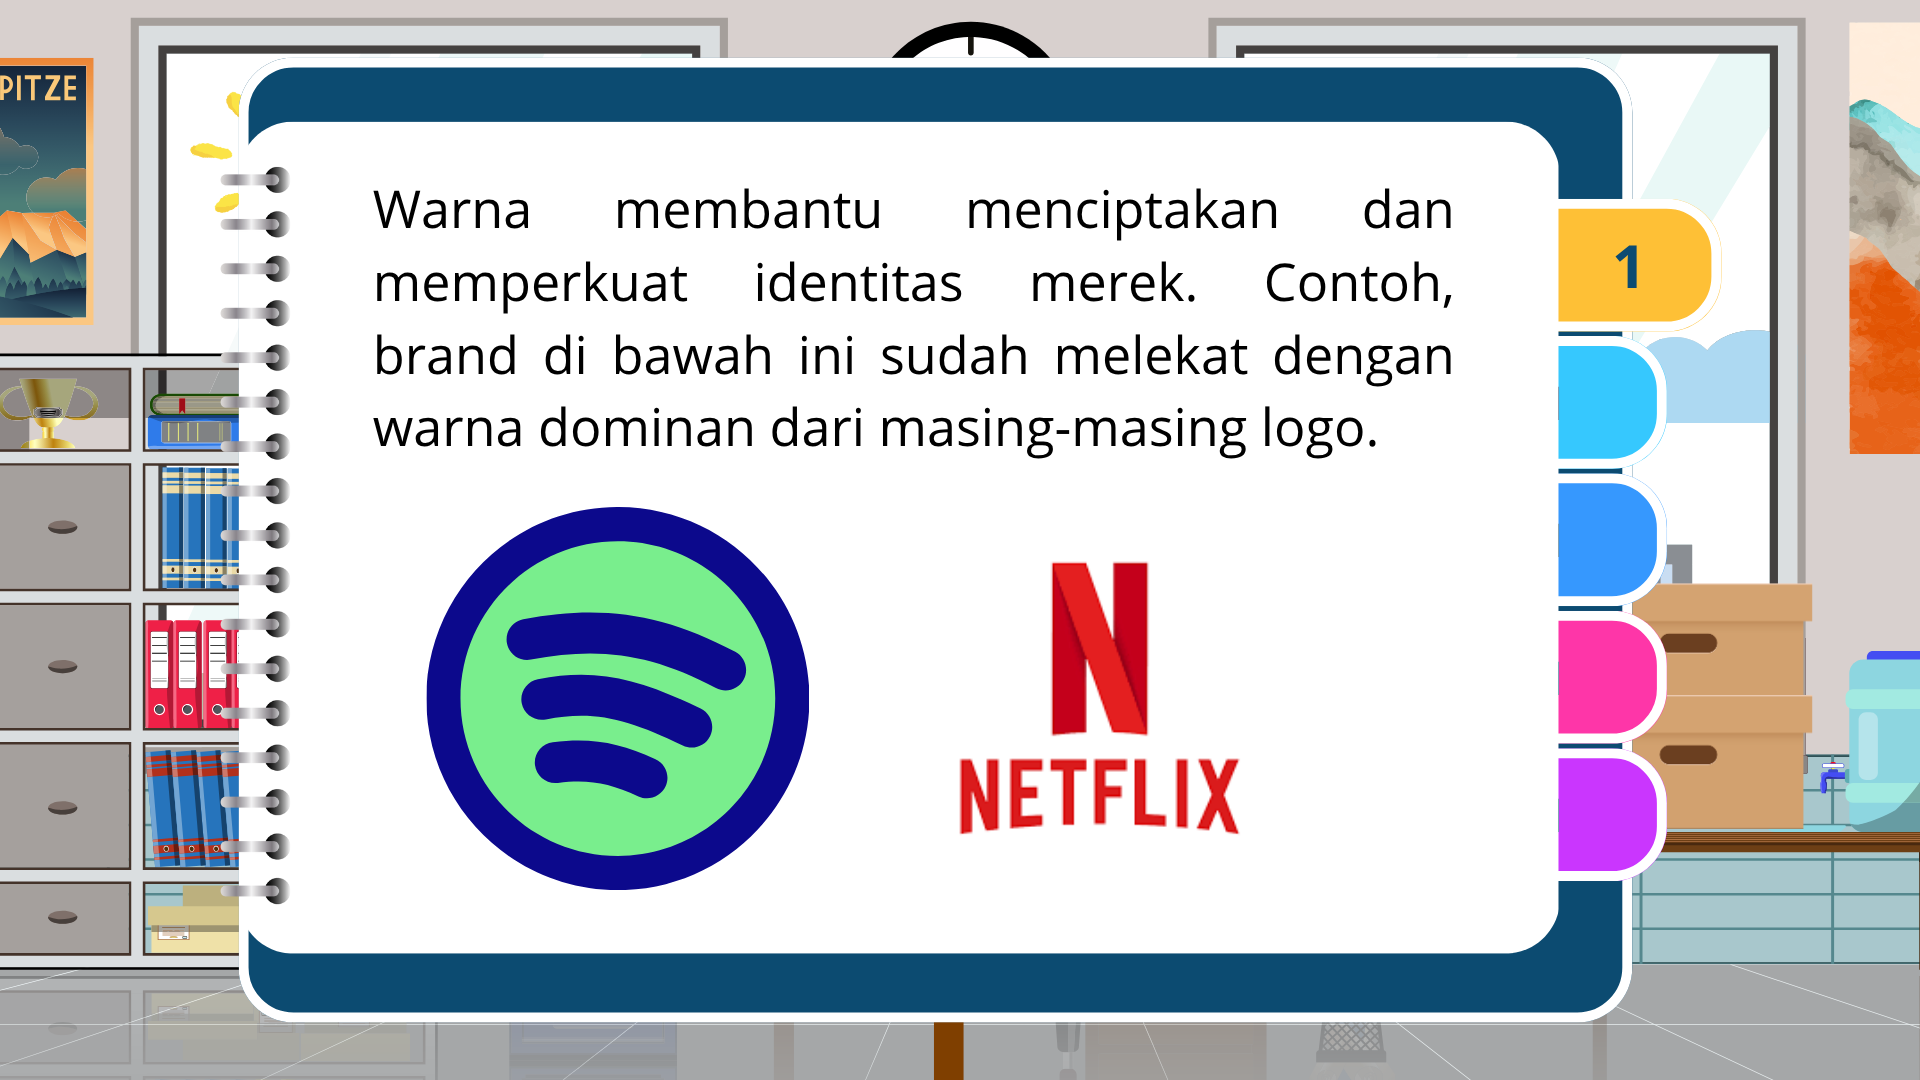 PITZE
Warna membantu menciptakan dan
memperkuat identitas merek. Contoh,
brand di bawah ini sudah melekat dengan
warna dominan dari masing-masing logo.
1
N
NETFLIX